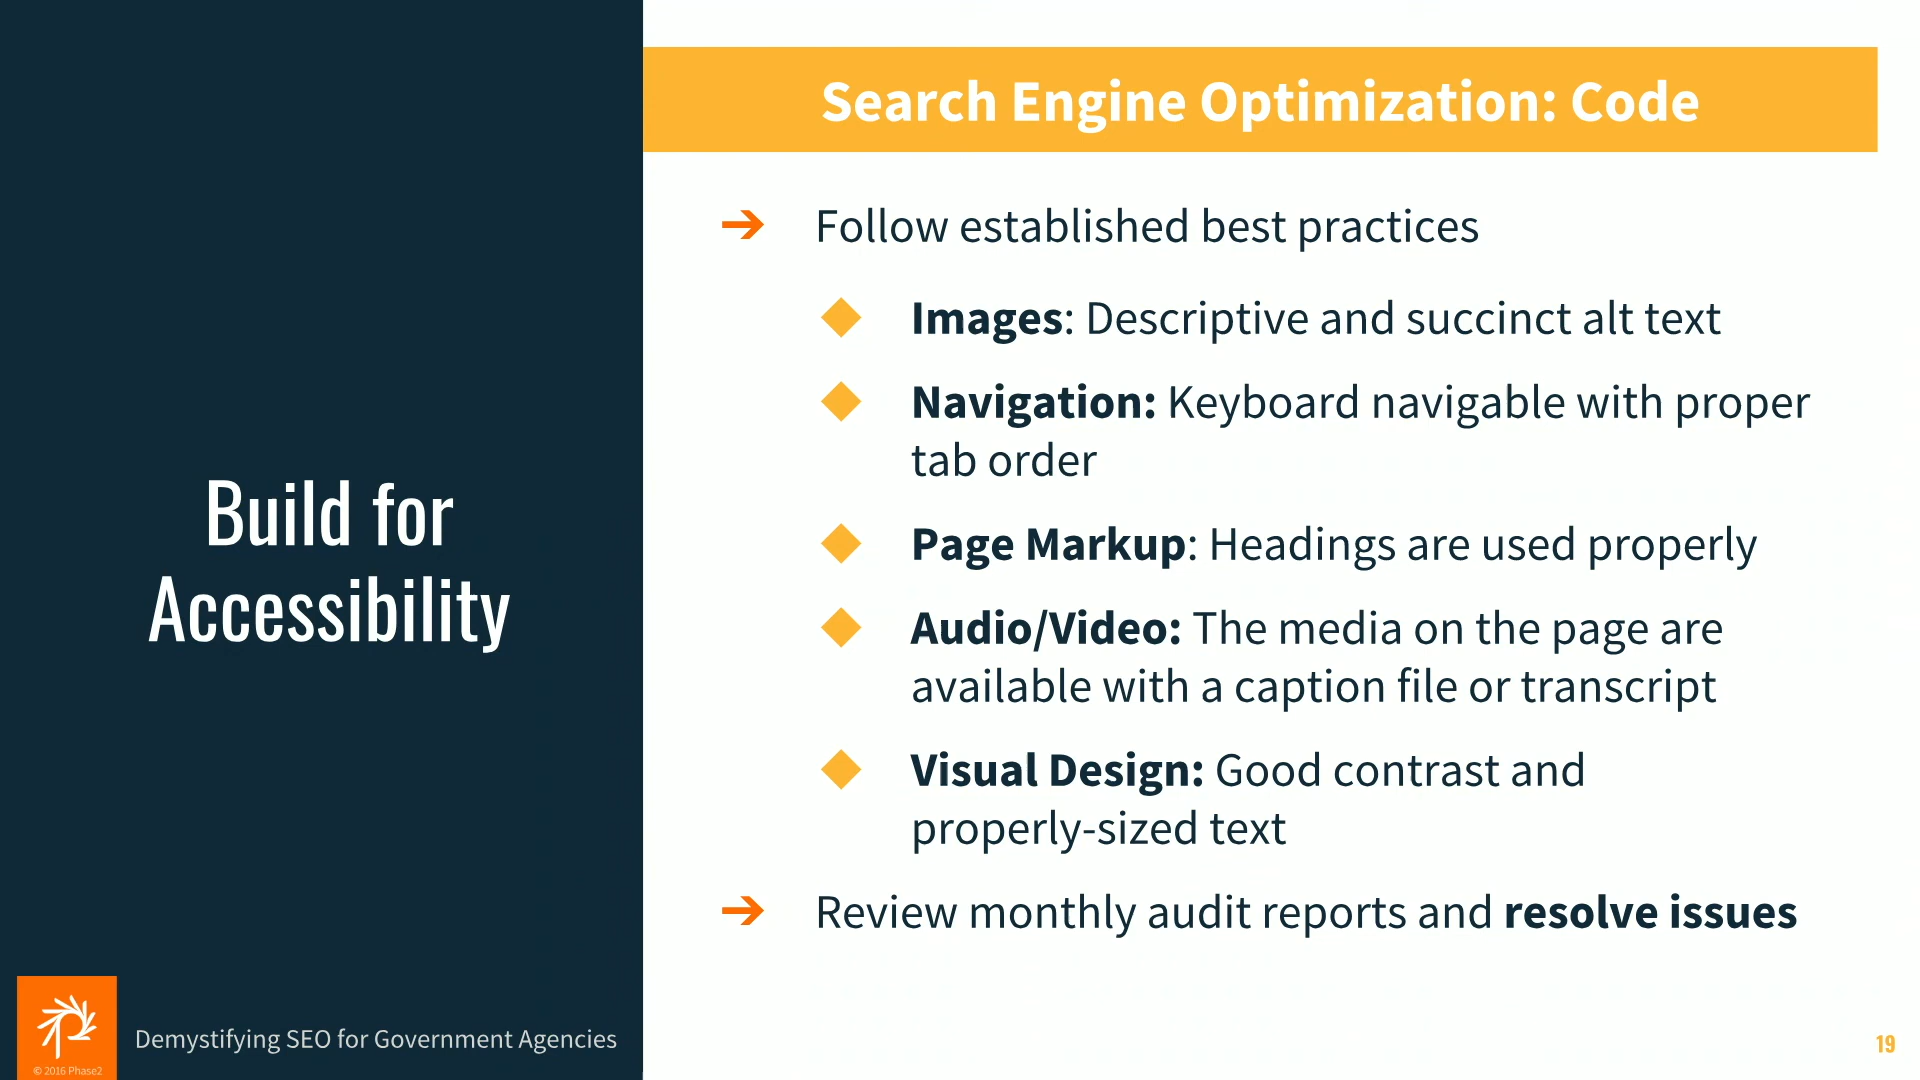 Search Engine Optimization: Code
Build for
Accessibility
➔ Follow established best practices
◆ Images: Descriptive and succinct alt text
◆ Navigation: Keyboard navigable with proper
tab order
◆ Page Markup: Headings are used properly
◆ Audio/Video: The media on the page are
available with a caption file or transcript
◆ Visual Design: Good contrast and
properly-sized text
➔ Review monthly audit reports and resolve issues
Demystifying SEO for Government Agencies
© 2016 Phase2
19